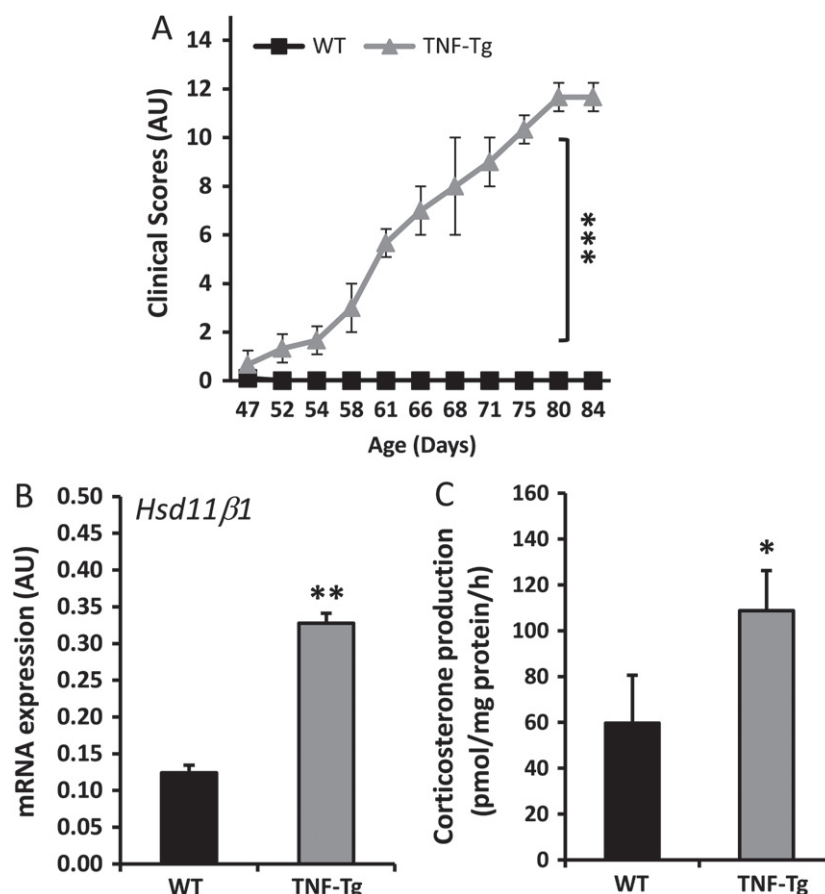 A
WT
TNF-Tg
14
12
10
8
6
4
2
0
Clinical Scores (AU)
***
47 52 54 58 61 66 68 71 75 80 84
Age (Days)
B
Hsd11β1
0.50
0.45
0.40
0.35
0.30
0.25
0.20
0.15
0.10
0.05
0.00
mRNA expression (AU)
**
WT TNF-Tg
C
160
140
120
100
80
60
40
20
0
Corticosterone production
(pmol/mg protein/h)
*
WT TNF-Tg